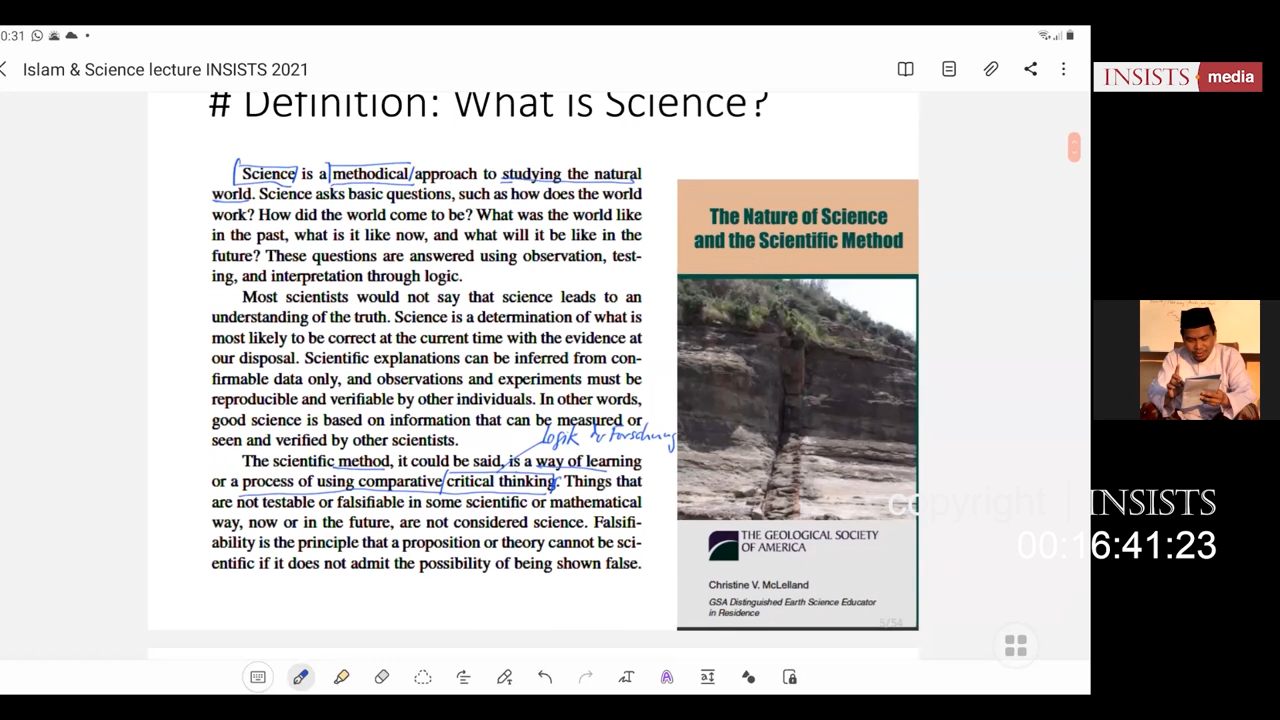 0:31
Islam & Science lecture INSISTS 2021
INSISTS media
# Definition: What is Science?
Science is a methodical approach to studying the natural
world. Science asks basic questions, such as how does the world
work? How did the world come to be? What was the world like
in the past, what is it like now, and what will it be like in the
future? These questions are answered using observation, test-
ing, and interpretation through logic.
Most scientists would not say that science leads to an
understanding of the truth. Science is a determination of what is
most likely to be correct at the current time with the evidence at
our disposal. Scientific explanations can be inferred from con-
firmable data only, and observations and experiments must be
reproducible and verifiable by other individuals. In other words,
good science is based on information that can be measured or
seen and verified by other scientists.
logik der Forschung
The scientific method, it could be said, is a way of learning
or a process of using comparative critical thinking. Things that
are not testable or falsifiable in some scientific or mathematical
way, now or in the future, are not considered science. Falsifi-
ability is the principle that a proposition or theory cannot be sci-
entific if it does not admit the possibility of being shown false.
The Nature of Science
and the Scientific Method
THE GEOLOGICAL SOCIETY
OF AMERICA
Christine V. McLelland
GSA Distinguished Earth Science Educator
in Residence
5/54
copyright | INSISTS
00:16:41:23